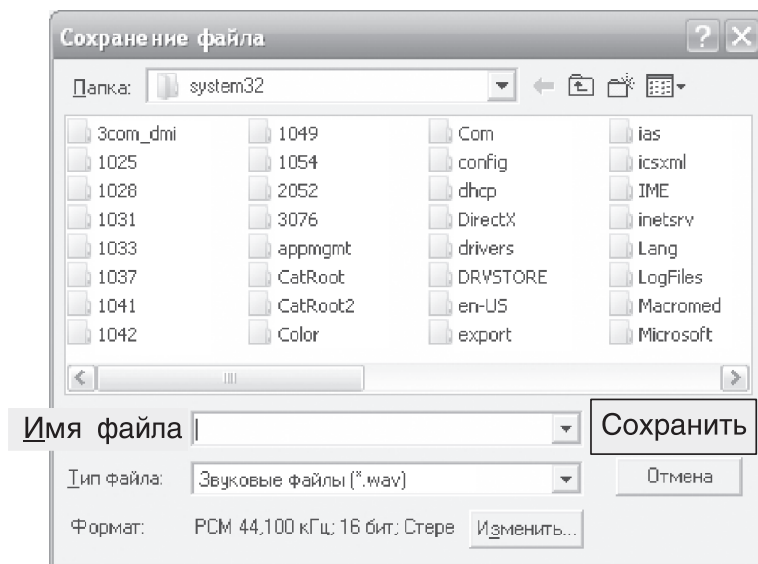 Сохранение файла
Папка: system32
3com_dmi 1049 Com ias
1025 1054 config icsxml
1028 2052 dhcp IME
1031 3076 DirectX inetsrv
1033 appmgmt drivers Lang
1037 CatRoot DRVSTORE LogFiles
1041 CatRoot2 en-US Macromed
1042 Color export Microsoft
Имя файла Сохранить
Тип файла: Звуковые файлы (*.wav) Отмена
Формат: PCM 44,100 кГц; 16 бит; Стере Изменить...